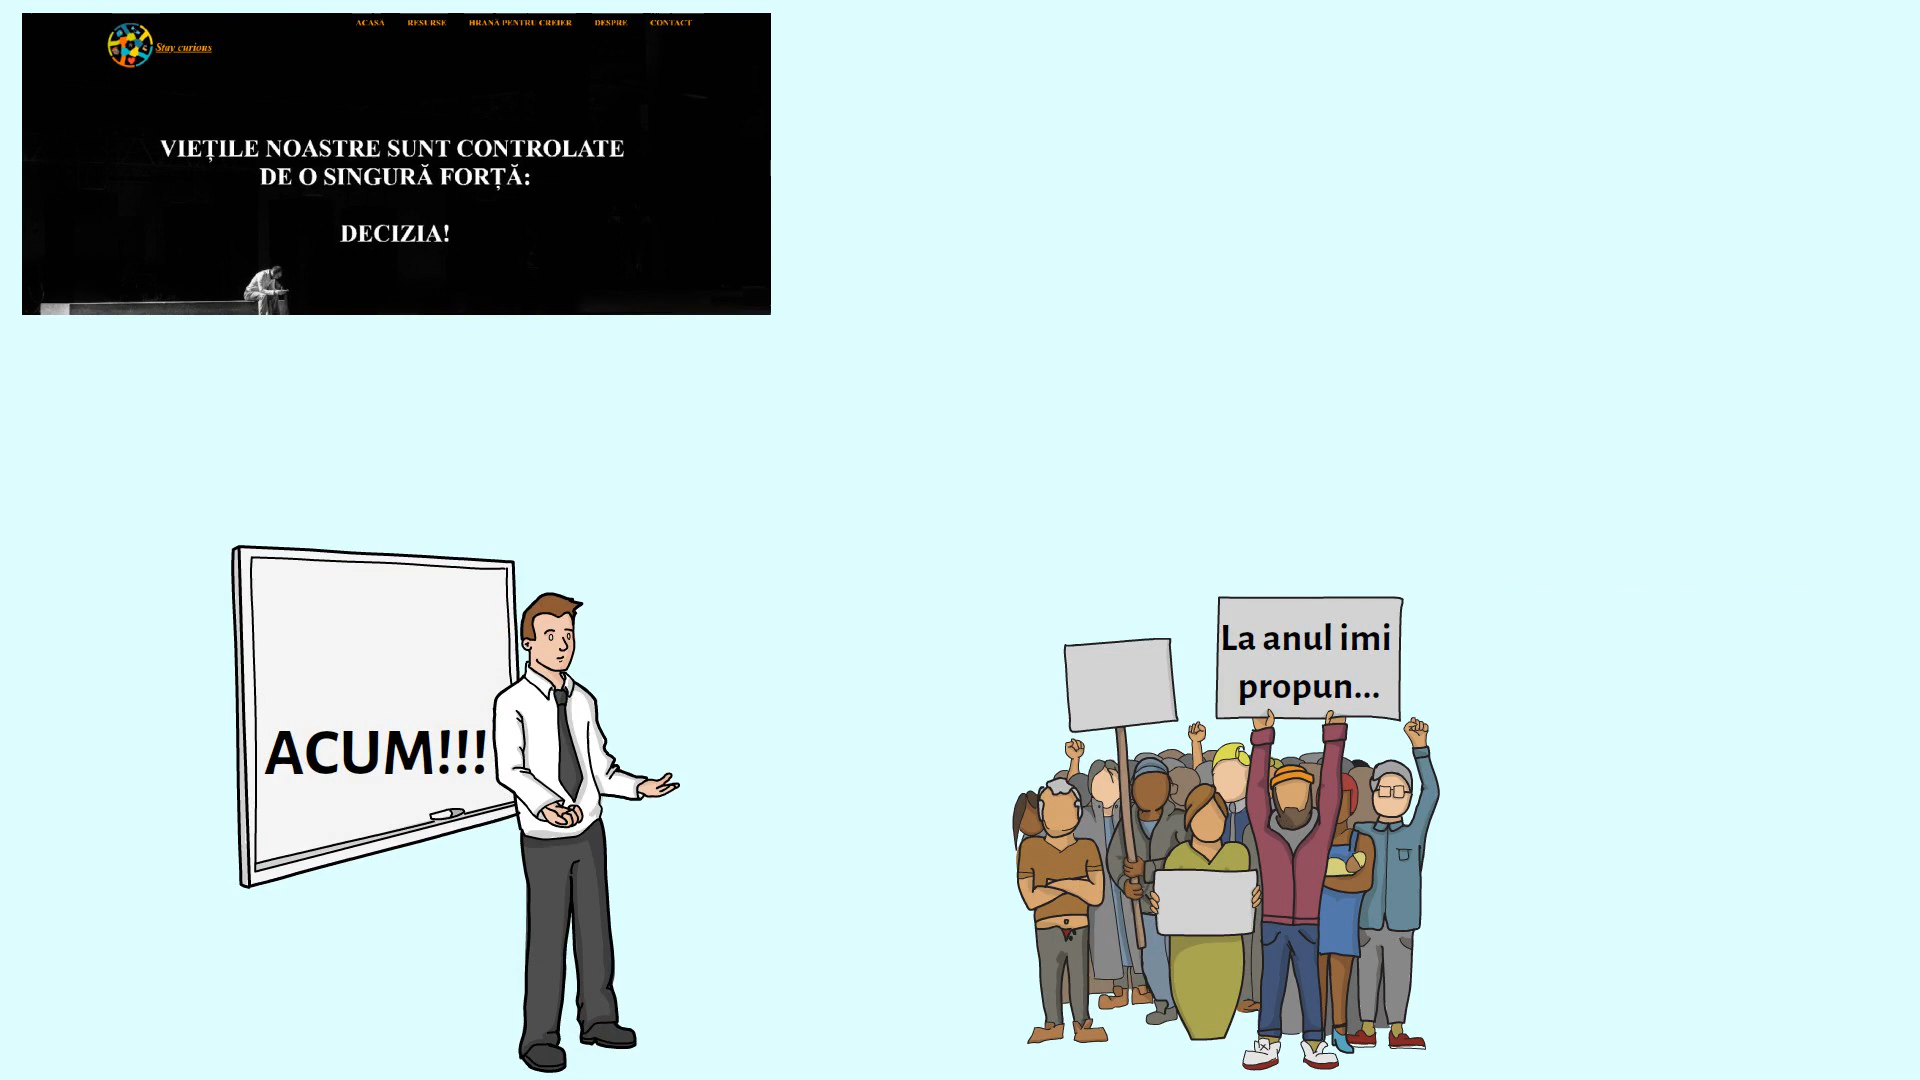 ACASA RESURSE HRANĂ PENTRU CREIER DESPRE CONTACT
Stay curious
VIEȚILE NOASTRE SUNT CONTROLATE
DE O SINGURĂ FORȚĂ:
DECIZIA!
ACUM!!!
La anul imi
propun...